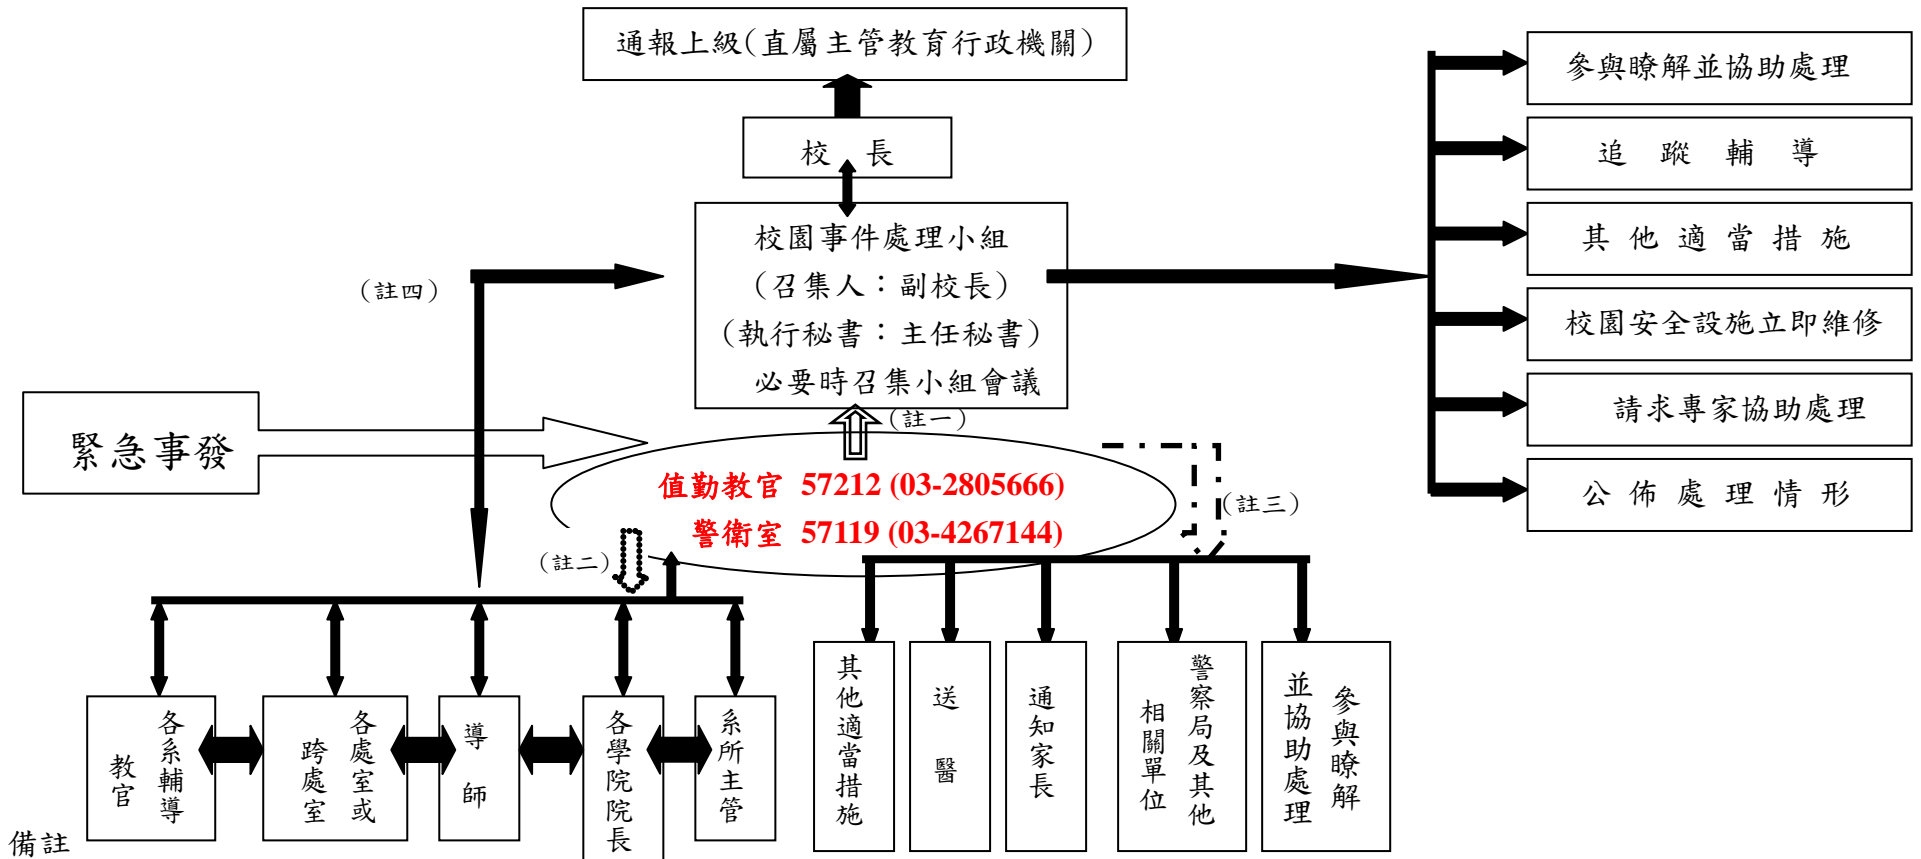 通報上級(直屬主管教育行政機關)
校 長
校園事件處理小組
(召集人：副校長)
(執行秘書：主任秘書)
必要時召集小組會議
參與瞭解並協助處理
追 蹤 輔 導
其 他 適 當 措 施
校園安全設施立即維修
請求專家協助處理
公 佈 處 理 情 形
(註四)
緊急事發
(註一)
值勤教官 57212 (03-2805666)
警衛室 57119 (03-4267144)
(註三)
(註二)
各系輔導
教官
各處室或
跨處室
導 師
各學院院長
系所主管
其他適當措施
送 醫
通知家長
警察局及其他
相關單位
參與瞭解
並協助處理
備註